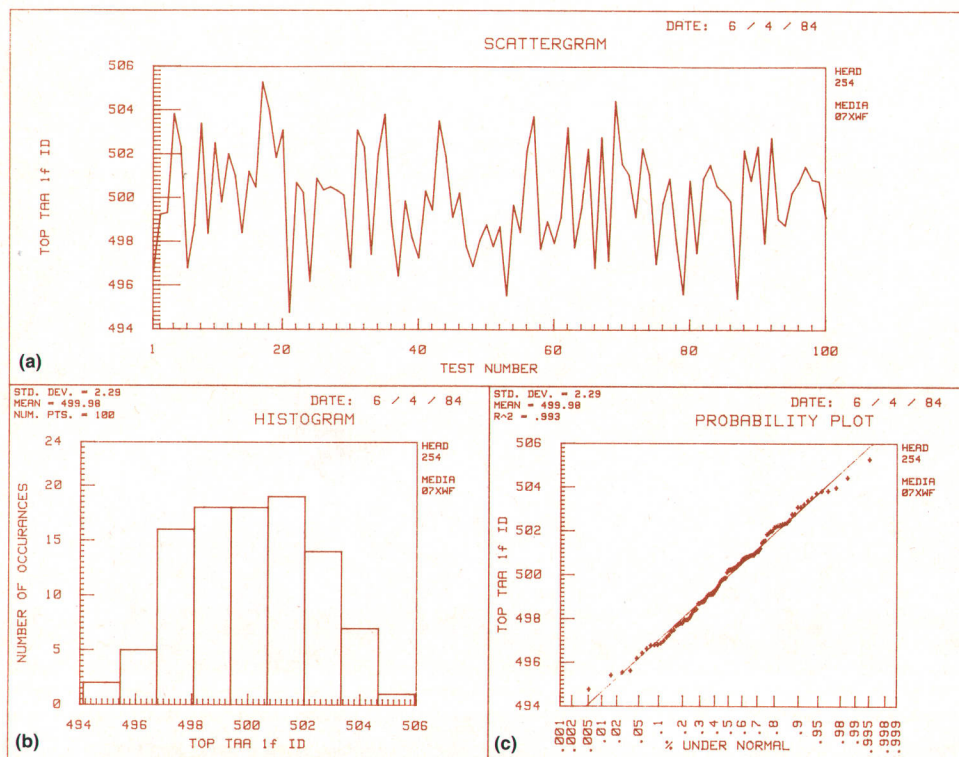 DATE: 6 / 4 / 84
SCATTERGRAM
506
504
502
500
498
496
494
TOP TAA 1f ID
HEAD
254
MEDIA
07XWF
1 20 40 60 80 100
TEST NUMBER
(a)
STD. DEV. = 2.29
MEAN = 499.98
NUM. PTS. = 100
DATE: 6 / 4 / 84
HISTOGRAM
24
20
15
10
5
0
NUMBER OF OCCURANCES
HEAD
254
MEDIA
07XWF
494 496 498 500 502 504 506
TOP TAA 1f ID
(b)
STD. DEV. = 2.29
MEAN = 499.98
R^2 = .993
DATE: 6 / 4 / 84
PROBABILITY PLOT
506
504
502
500
498
496
494
TOP TAA 1f ID
HEAD
254
MEDIA
07XWF
.001 .002 .005 .01 .02 .05 .1 .2 .3 .4 .5 .6 .7 .8 .9 .95 .98 .99 .995 .998 .999
% UNDER NORMAL
(c)